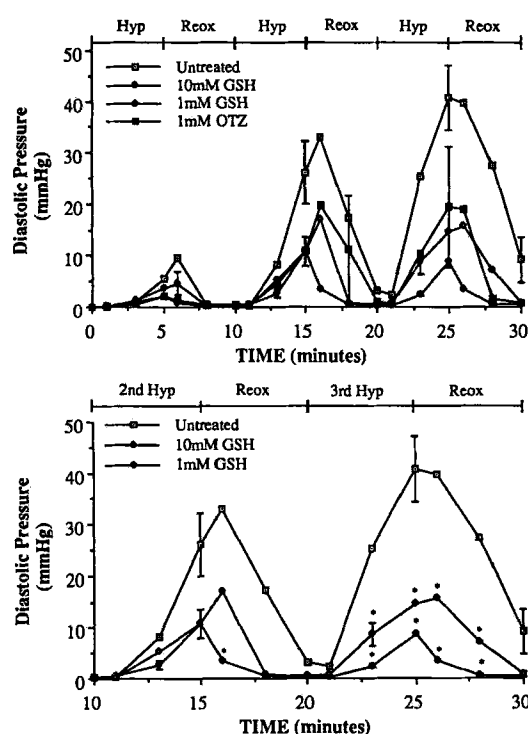 Hyp Reox Hyp Reox Hyp Reox
50
40
30
20
10
0
Diastolic Pressure
(mmHg)
Untreated
10mM GSH
1mM GSH
1mM OTZ
0 5 10 15 20 25 30
TIME (minutes)
2nd Hyp Reox 3rd Hyp Reox
50
40
30
20
10
0
Diastolic Pressure
(mmHg)
Untreated
10mM GSH
1mM GSH
* * * * * * * * *
10 15 20 25 30
TIME (minutes)